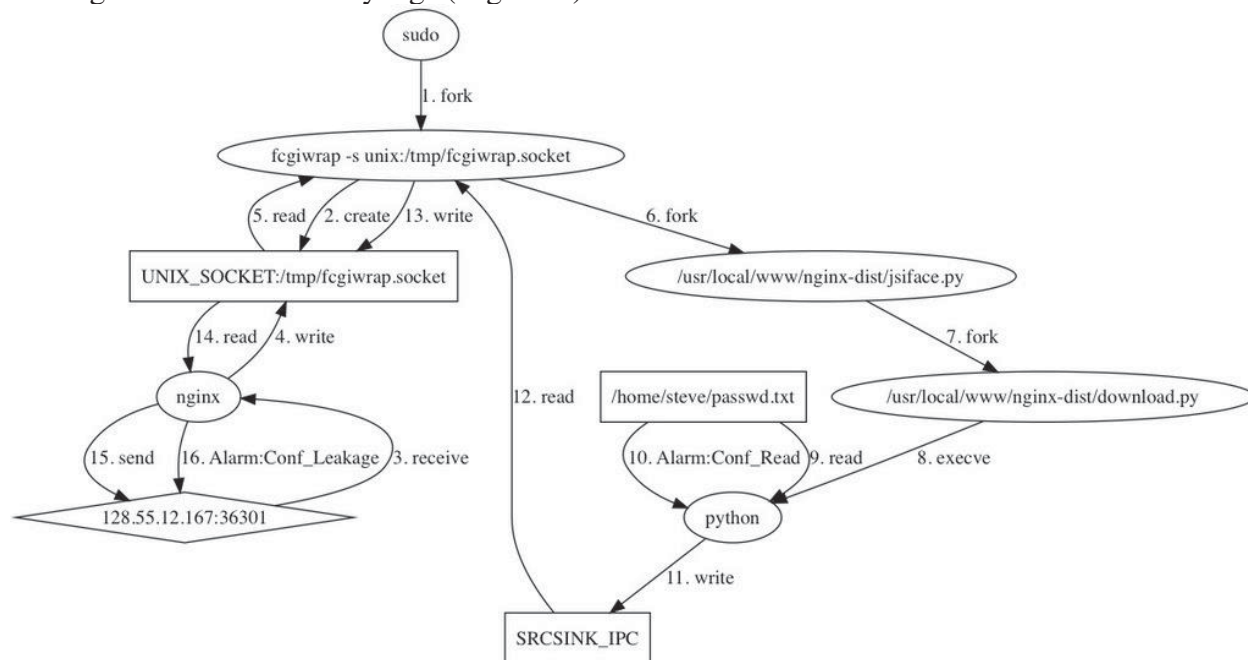 sudo
1. fork
fcgiwrap -s unix:/tmp/fcgiwrap.socket
5. read
2. create
13. write
6. fork
UNIX_SOCKET:/tmp/fcgiwrap.socket
/usr/local/www/nginx-dist/jsiface.py
14. read
4. write
7. fork
nginx
12. read
/home/steve/passwd.txt
/usr/local/www/nginx-dist/download.py
15. send
16. Alarm:Conf_Leakage
3. receive
10. Alarm:Conf_Read
9. read
8. execve
128.55.12.167:36301
python
11. write
SRCSINK_IPC